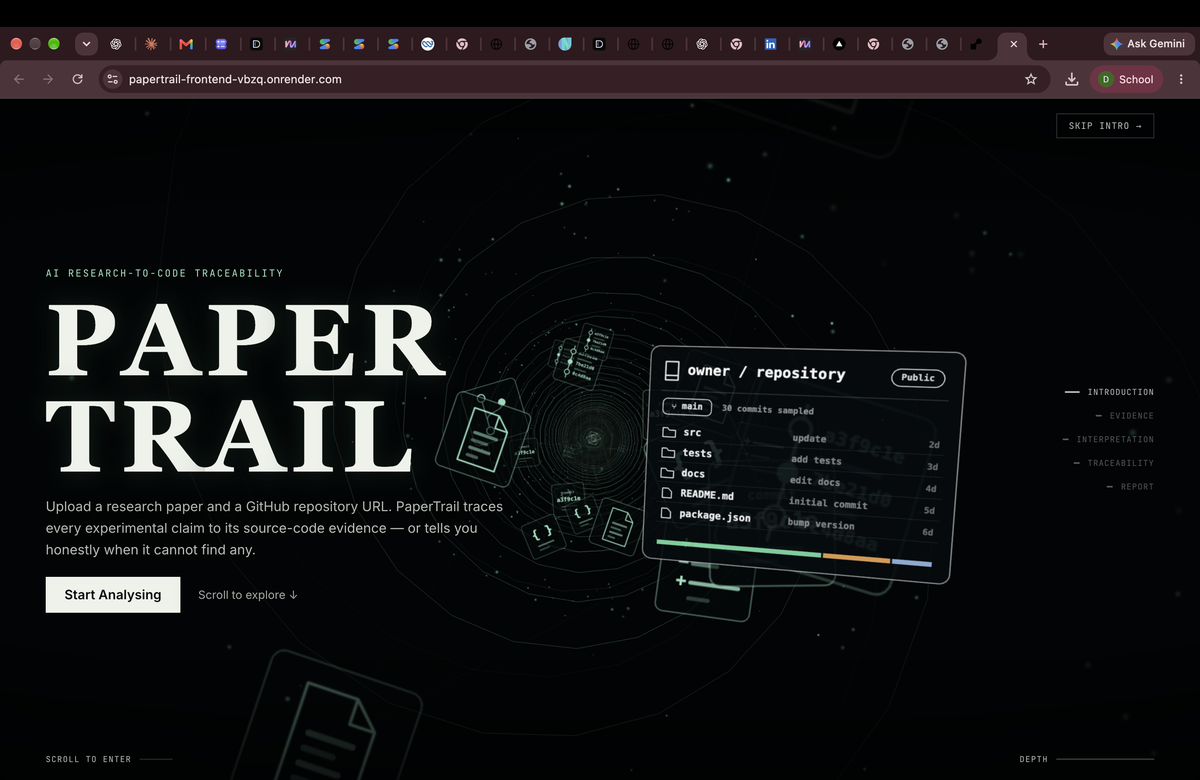 Ask Gemini
papertrail-frontend-vbzq.onrender.com
D
School
SKIP INTRO →
AI RESEARCH-TO-CODE TRACEABILITY
PAPER
TRAIL
Upload a research paper and a GitHub repository URL. PaperTrail traces
every experimental claim to its source-code evidence — or tells you
honestly when it cannot find any.
Start Analysing
Scroll to explore ↓
owner / repository
Public
main
30 commits sampled
src
update
2d
tests
add tests
3d
docs
edit docs
4d
README.md
initial commit
5d
package.json
bump version
6d
a3f9c1e
{ }
{ }
INTRODUCTION
EVIDENCE
INTERPRETATION
TRACEABILITY
REPORT
SCROLL TO ENTER
DEPTH